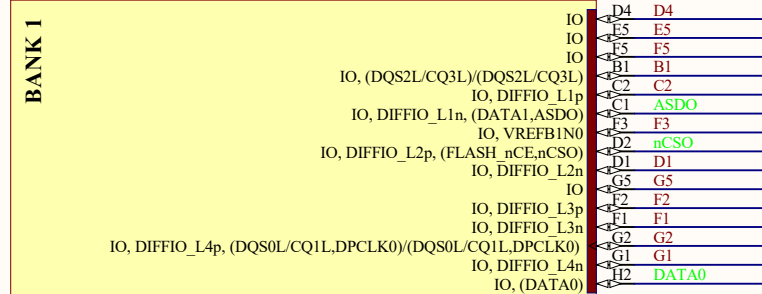 BANK 1
IO D4 D4
IO E5 E5
IO F5 F5
IO, (DQS2L/CQ3L)/(DQS2L/CQ3L) B1 B1
IO, DIFFIO_L1p C2 C2
IO, DIFFIO_L1n, (DATA1,ASDO) C1 ASDO
IO, VREFB1N0 F3 F3
IO, DIFFIO_L2p, (FLASH_nCE,nCSO) D2 nCSO
IO, DIFFIO_L2n D1 D1
IO G5 G5
IO, DIFFIO_L3p F2 F2
IO, DIFFIO_L3n F1 F1
IO, DIFFIO_L4p, (DQS0L/CQ1L,DPCLK0)/(DQS0L/CQ1L,DPCLK0) G2 G2
IO, DIFFIO_L4n G1 G1
IO, (DATA0) H2 DATA0